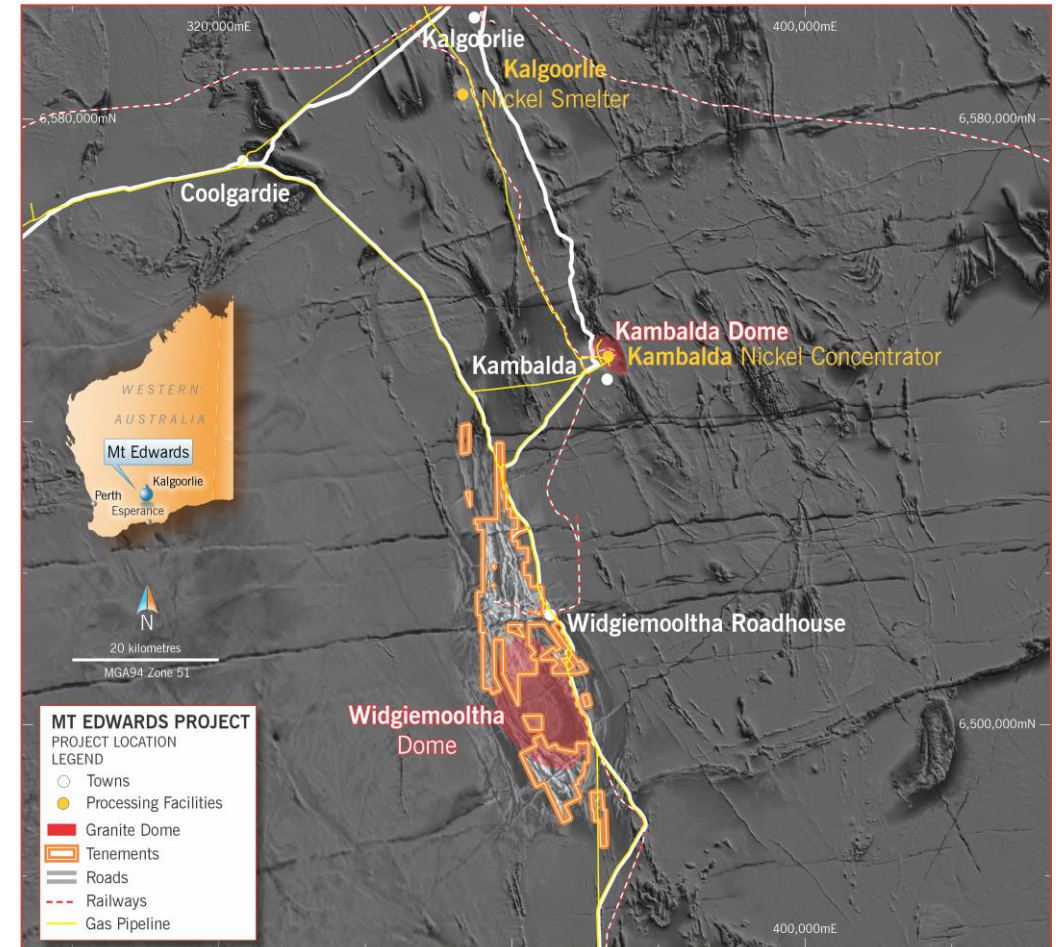 320,000mE
400,000mE
Kalgoorlie
Kalgoorlie
Nickel Smelter
6,580,000mN
6,580,000mN
Coolgardie
Kambalda Dome
Kambalda Nickel Concentrator
Kambalda
WESTERN
AUSTRALIA
Mt Edwards
Kalgoorlie
Perth
Esperance
N
20 kilometres
MGA94 Zone 51
Widgiemooltha Roadhouse
Widgiemooltha
Dome
6,500,000mN
MT EDWARDS PROJECT
PROJECT LOCATION
LEGEND
Towns
Processing Facilities
Granite Dome
Tenements
Roads
Railways
Gas Pipeline
400,000mE